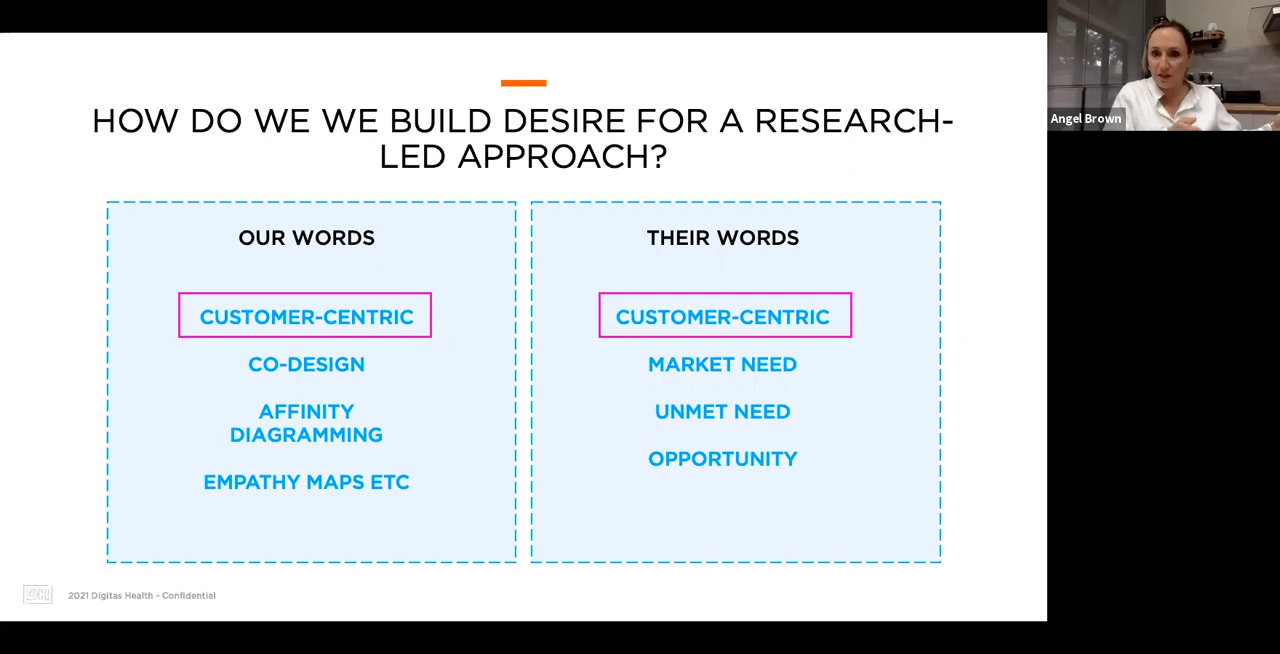 HOW DO WE WE BUILD DESIRE FOR A RESEARCH-
LED APPROACH?
OUR WORDS
CUSTOMER-CENTRIC
CO-DESIGN
AFFINITY
DIAGRAMMING
EMPATHY MAPS ETC
THEIR WORDS
CUSTOMER-CENTRIC
MARKET NEED
UNMET NEED
OPPORTUNITY
DH
2021 Digitas Health - Confidential
Angel Brown